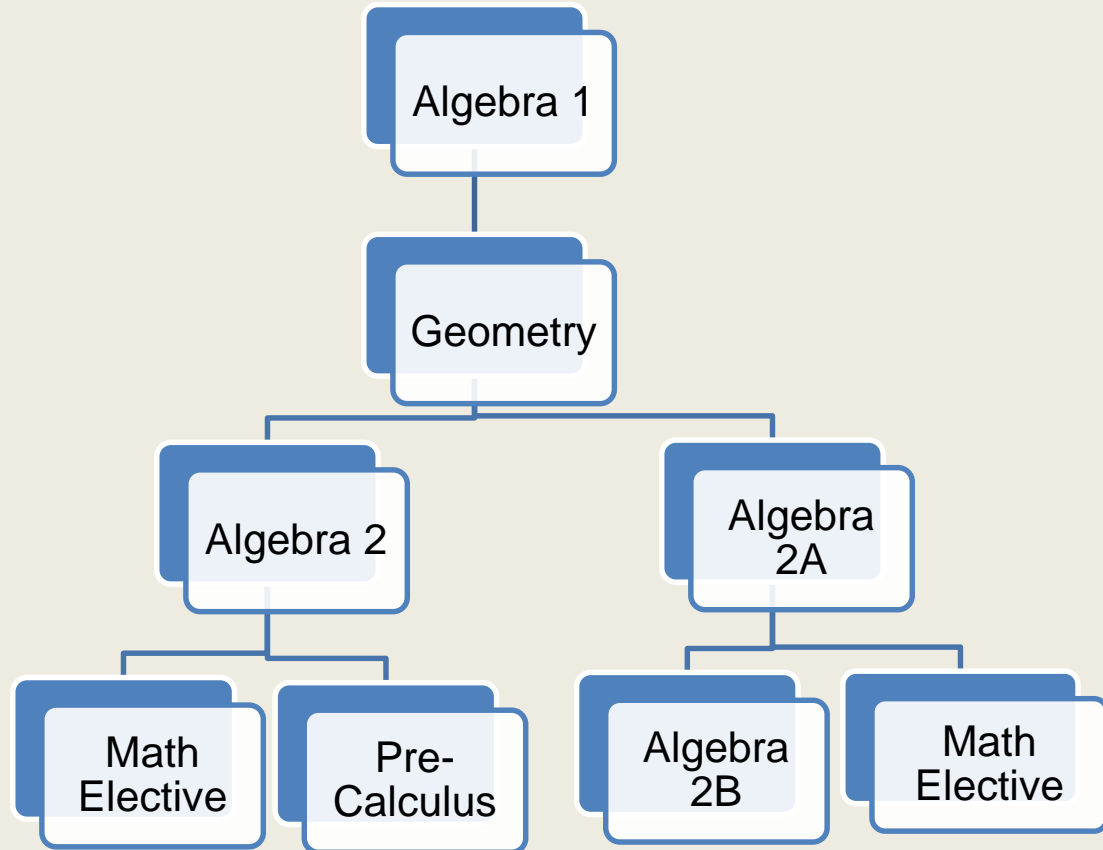 Algebra 1
Geometry
Algebra 2
Algebra
2A
Math
Elective
Pre-
Calculus
Algebra
2B
Math
Elective